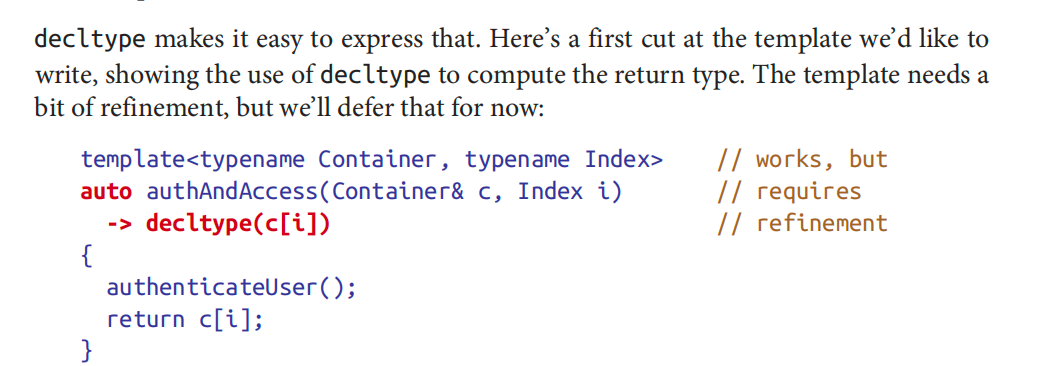 decltype makes it easy to express that. Here’s a first cut at the template we’d like to
write, showing the use of decltype to compute the return type. The template needs a
bit of refinement, but we’ll defer that for now:
template<typename Container, typename Index> // works, but
auto authAndAccess(Container& c, Index i) // requires
-> decltype(c[i]) // refinement
{
authenticateUser();
return c[i];
}